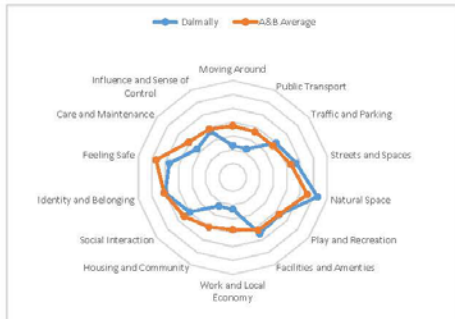 Dalmally A&B Average
Moving Around
Public Transport
Traffic and Parking
Streets and Spaces
Natural Space
Play and Recreation
Facilities and Amenties
Work and Local
Economy
Housing and Community
Social Interaction
Identity and Belonging
Feeling Safe
Care and Maintenance
Influence and Sense of
Control